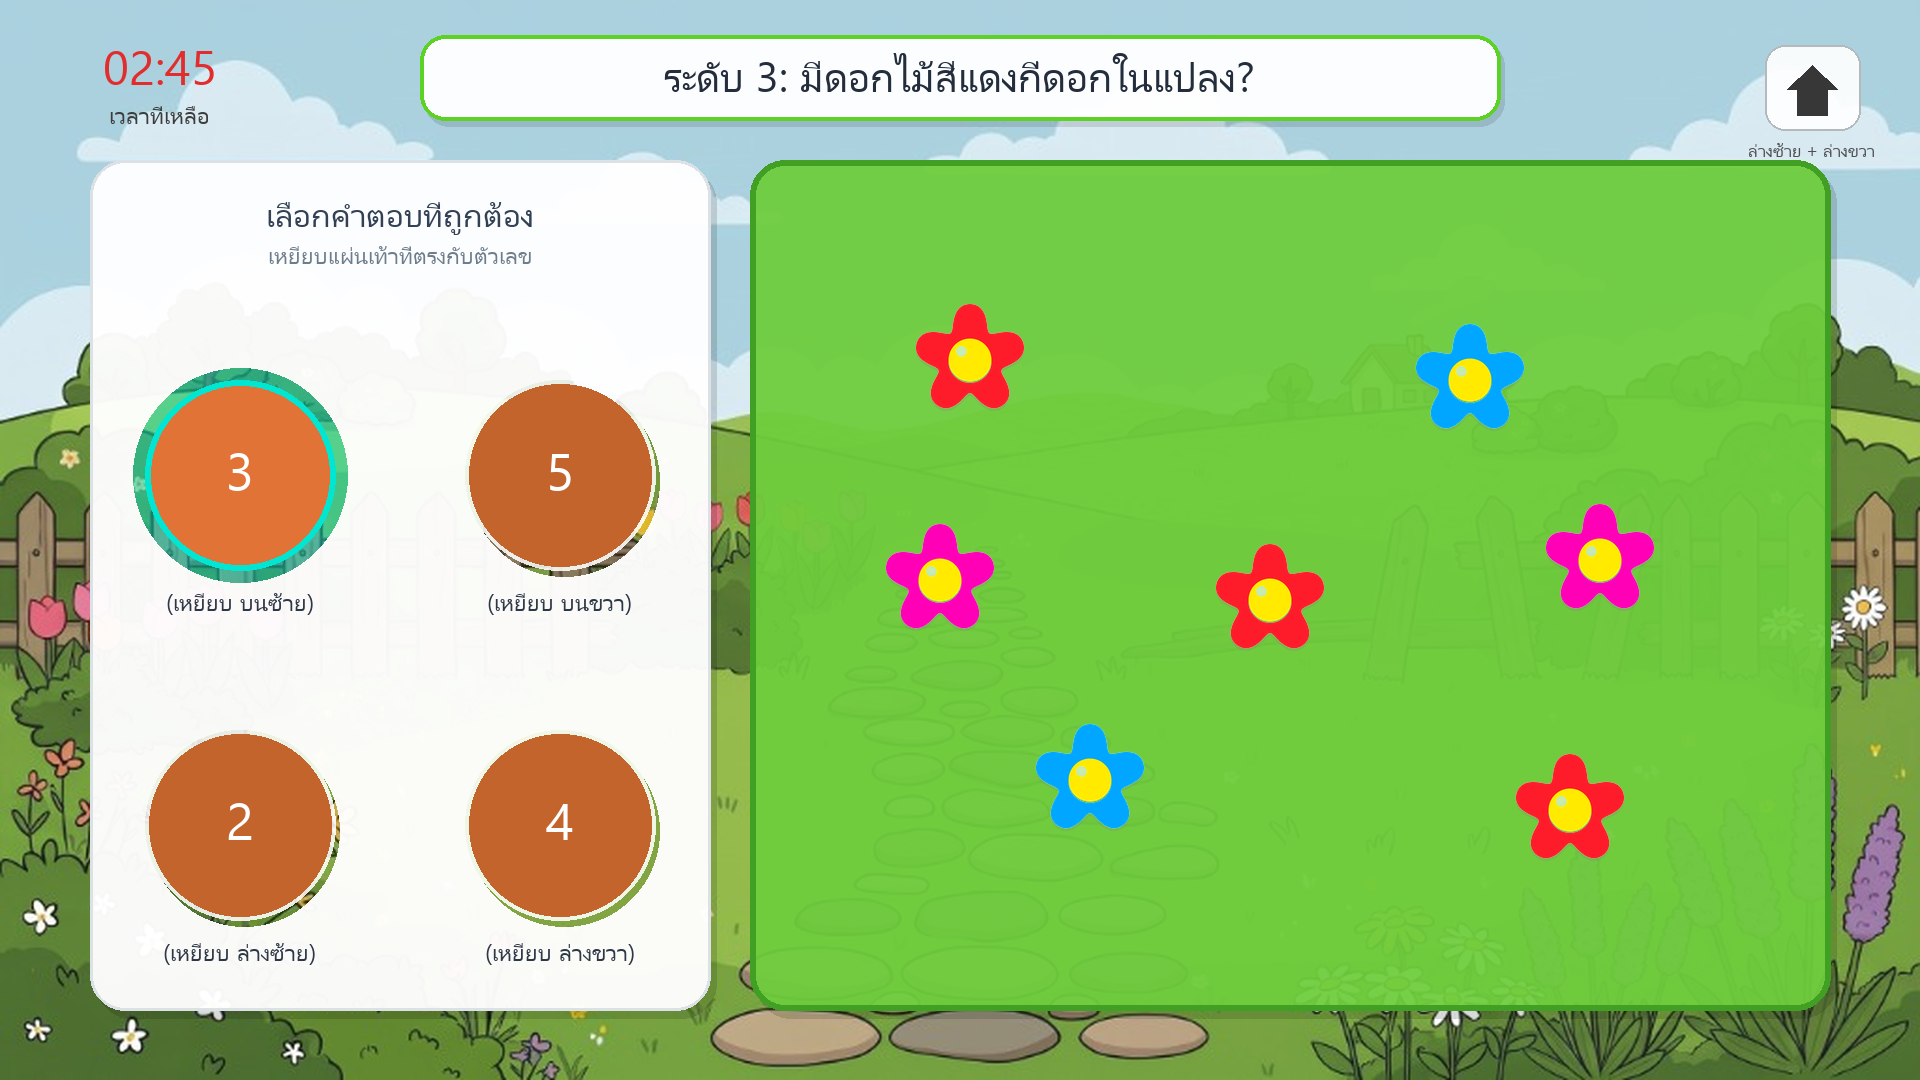 02:45
เวลาที่เหลือ
ระดับ 3: มีดอกไม้สีแดงกี่ดอกในแปลง?
ล่างซ้าย + ล่างขวา
เลือกคำตอบที่ถูกต้อง
เหยียบแผ่นเท้าที่ตรงกับตัวเลข
3
(เหยียบ บนซ้าย)
5
(เหยียบ บนขวา)
2
(เหยียบ ล่างซ้าย)
4
(เหยียบ ล่างขวา)